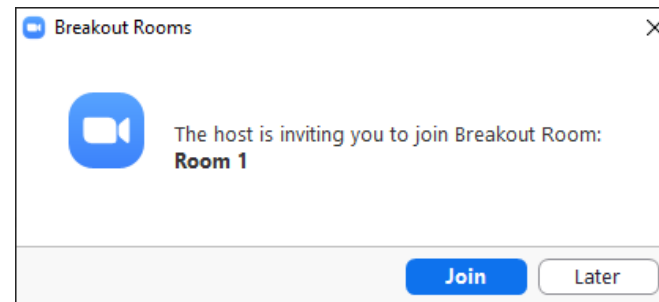 Breakout Rooms
The host is inviting you to join Breakout Room:
Room 1
Join Later